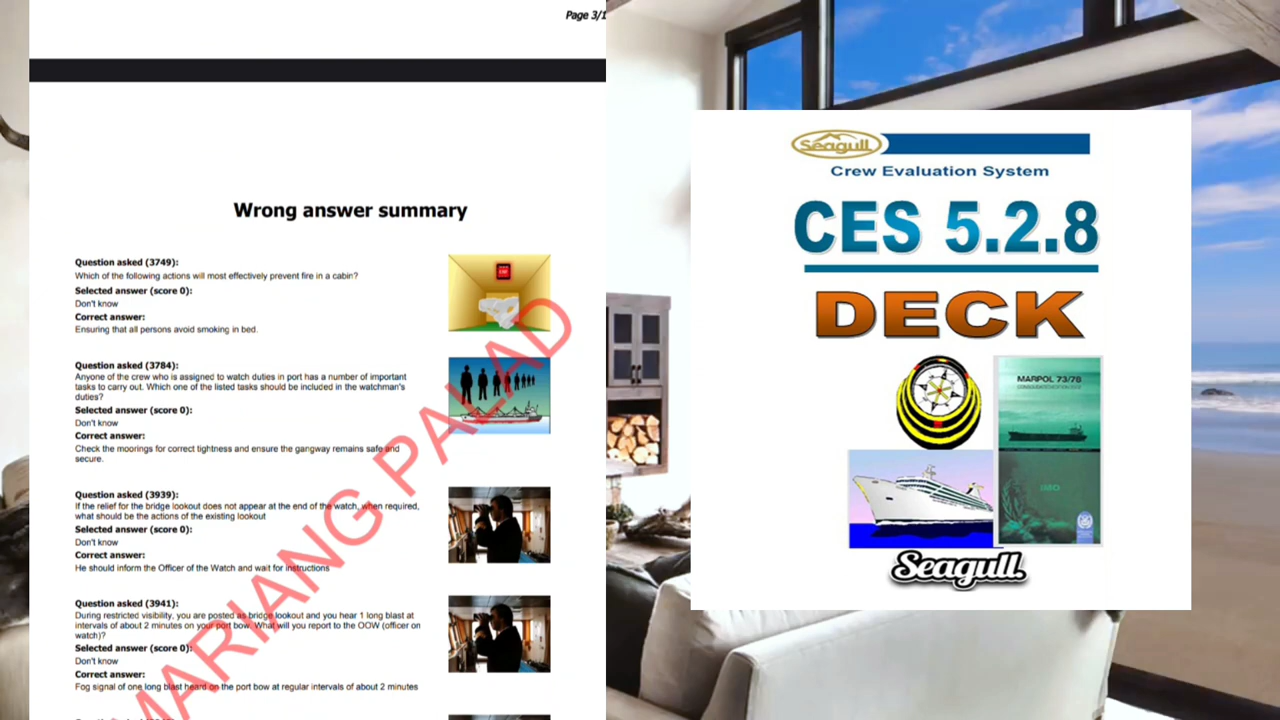 Page 3/1
Wrong answer summary
Question asked (3749):
Which of the following actions will most effectively prevent fire in a cabin?
Selected answer (score 0):
Don't know
Correct answer:
Ensuring that all persons avoid smoking in bed.
Question asked (3784):
Anyone of the crew who is assigned to watch duties in port has a number of important
tasks to carry out. Which one of the listed tasks should be included in the watchman's
duties?
Selected answer (score 0):
Don't know
Correct answer:
Check the moorings for correct tightness and ensure the gangway remains safe and
secure.
Question asked (3939):
If the relief for the bridge lookout does not appear at the end of the watch, when required,
what should be the actions of the existing lookout
Selected answer (score 0):
Don't know
Correct answer:
He should inform the Officer of the Watch and wait for instructions
Question asked (3941):
During restricted visibility, you are posted as bridge lookout and you hear 1 long blast at
intervals of about 2 minutes on your port bow. What will you report to the OOW (officer on
watch)?
Selected answer (score 0):
Don't know
Correct answer:
Fog signal of one long blast heard on the port bow at regular intervals of about 2 minutes
MARIANG PALAD
Seagull
Crew Evaluation System
CES 5.2.8
DECK
MARPOL 73/78
Seagull